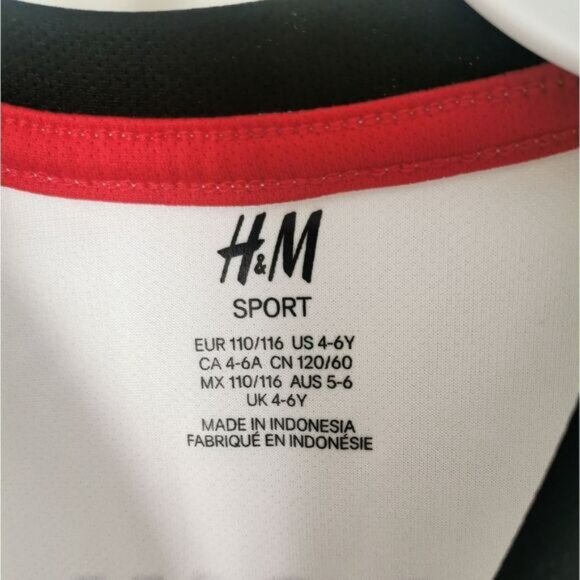 H&M
SPORT
EUR 110/116 US 4-6Y
CA 4-6A CN 120/60
MX 110/116 AUS 5-6
UK 4-6Y
MADE IN INDONESIA
FABRIQUÉ EN INDONÉSIE